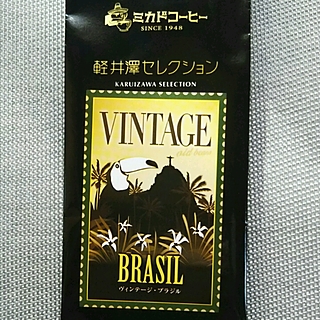 ミカドコーヒー
SINCE 1948
軽井澤セレクション
KARUIZAWA SELECTION
VINTAGE
BRASIL
ヴィンテージ・ブラジル